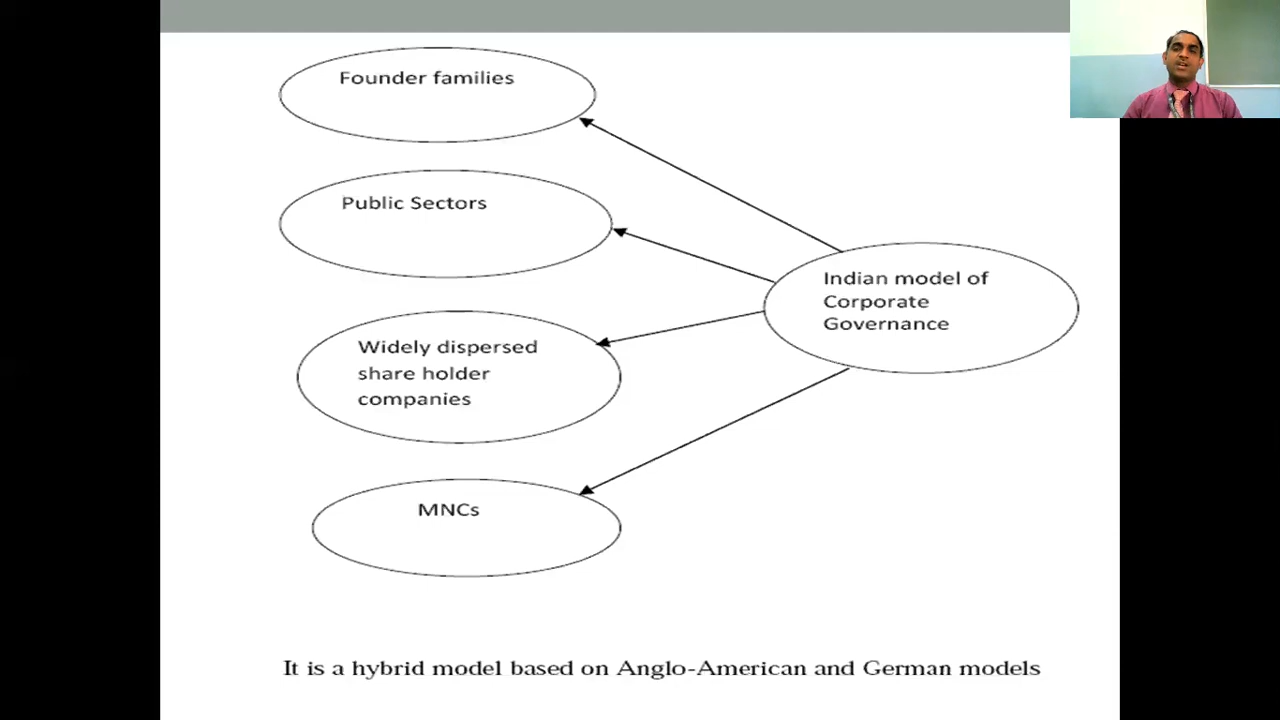 Founder families
Public Sectors
Indian model of
Corporate
Governance
Widely dispersed
share holder
companies
MNCs
It is a hybrid model based on Anglo-American and German models